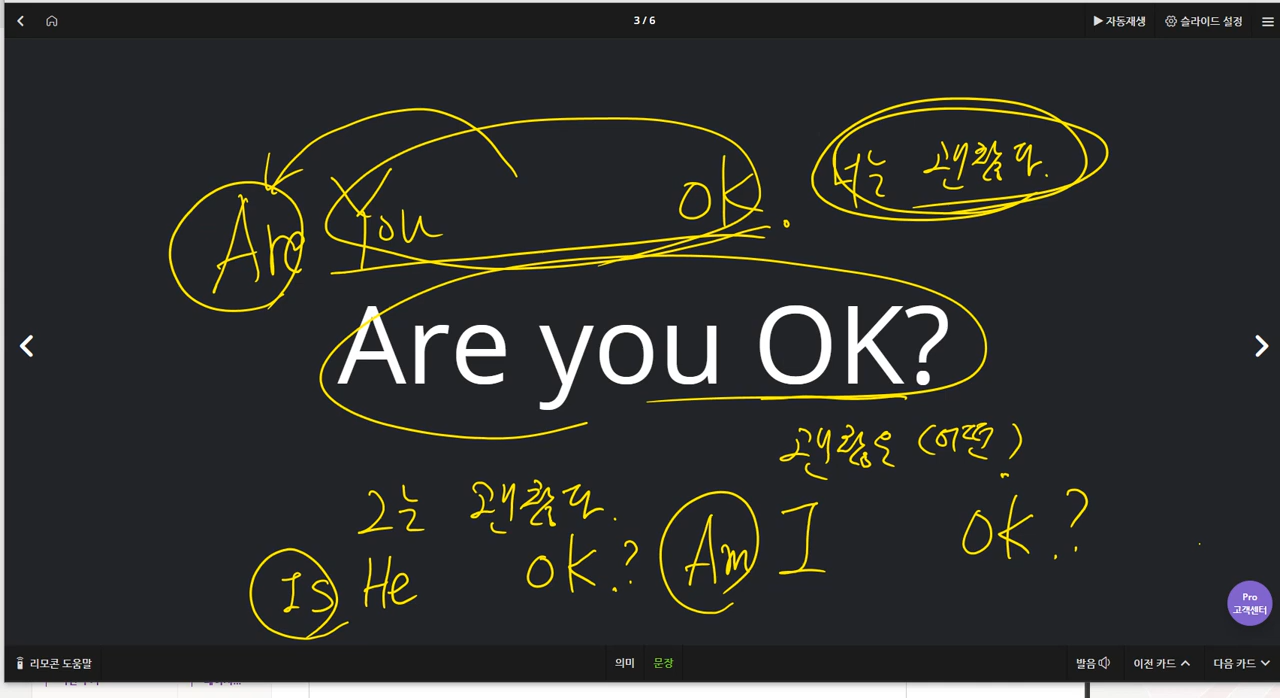 3 / 6
▶ 자동재생
슬라이드 설정
You OK.
너는 괜찮다.
Are you OK?
괜찮은 (어떤)
그는 괜찮다.
Am I OK?
Is He OK?
Pro
고객센터
리모콘 도움말
의미
문장
발음
이전 카드
다음 카드